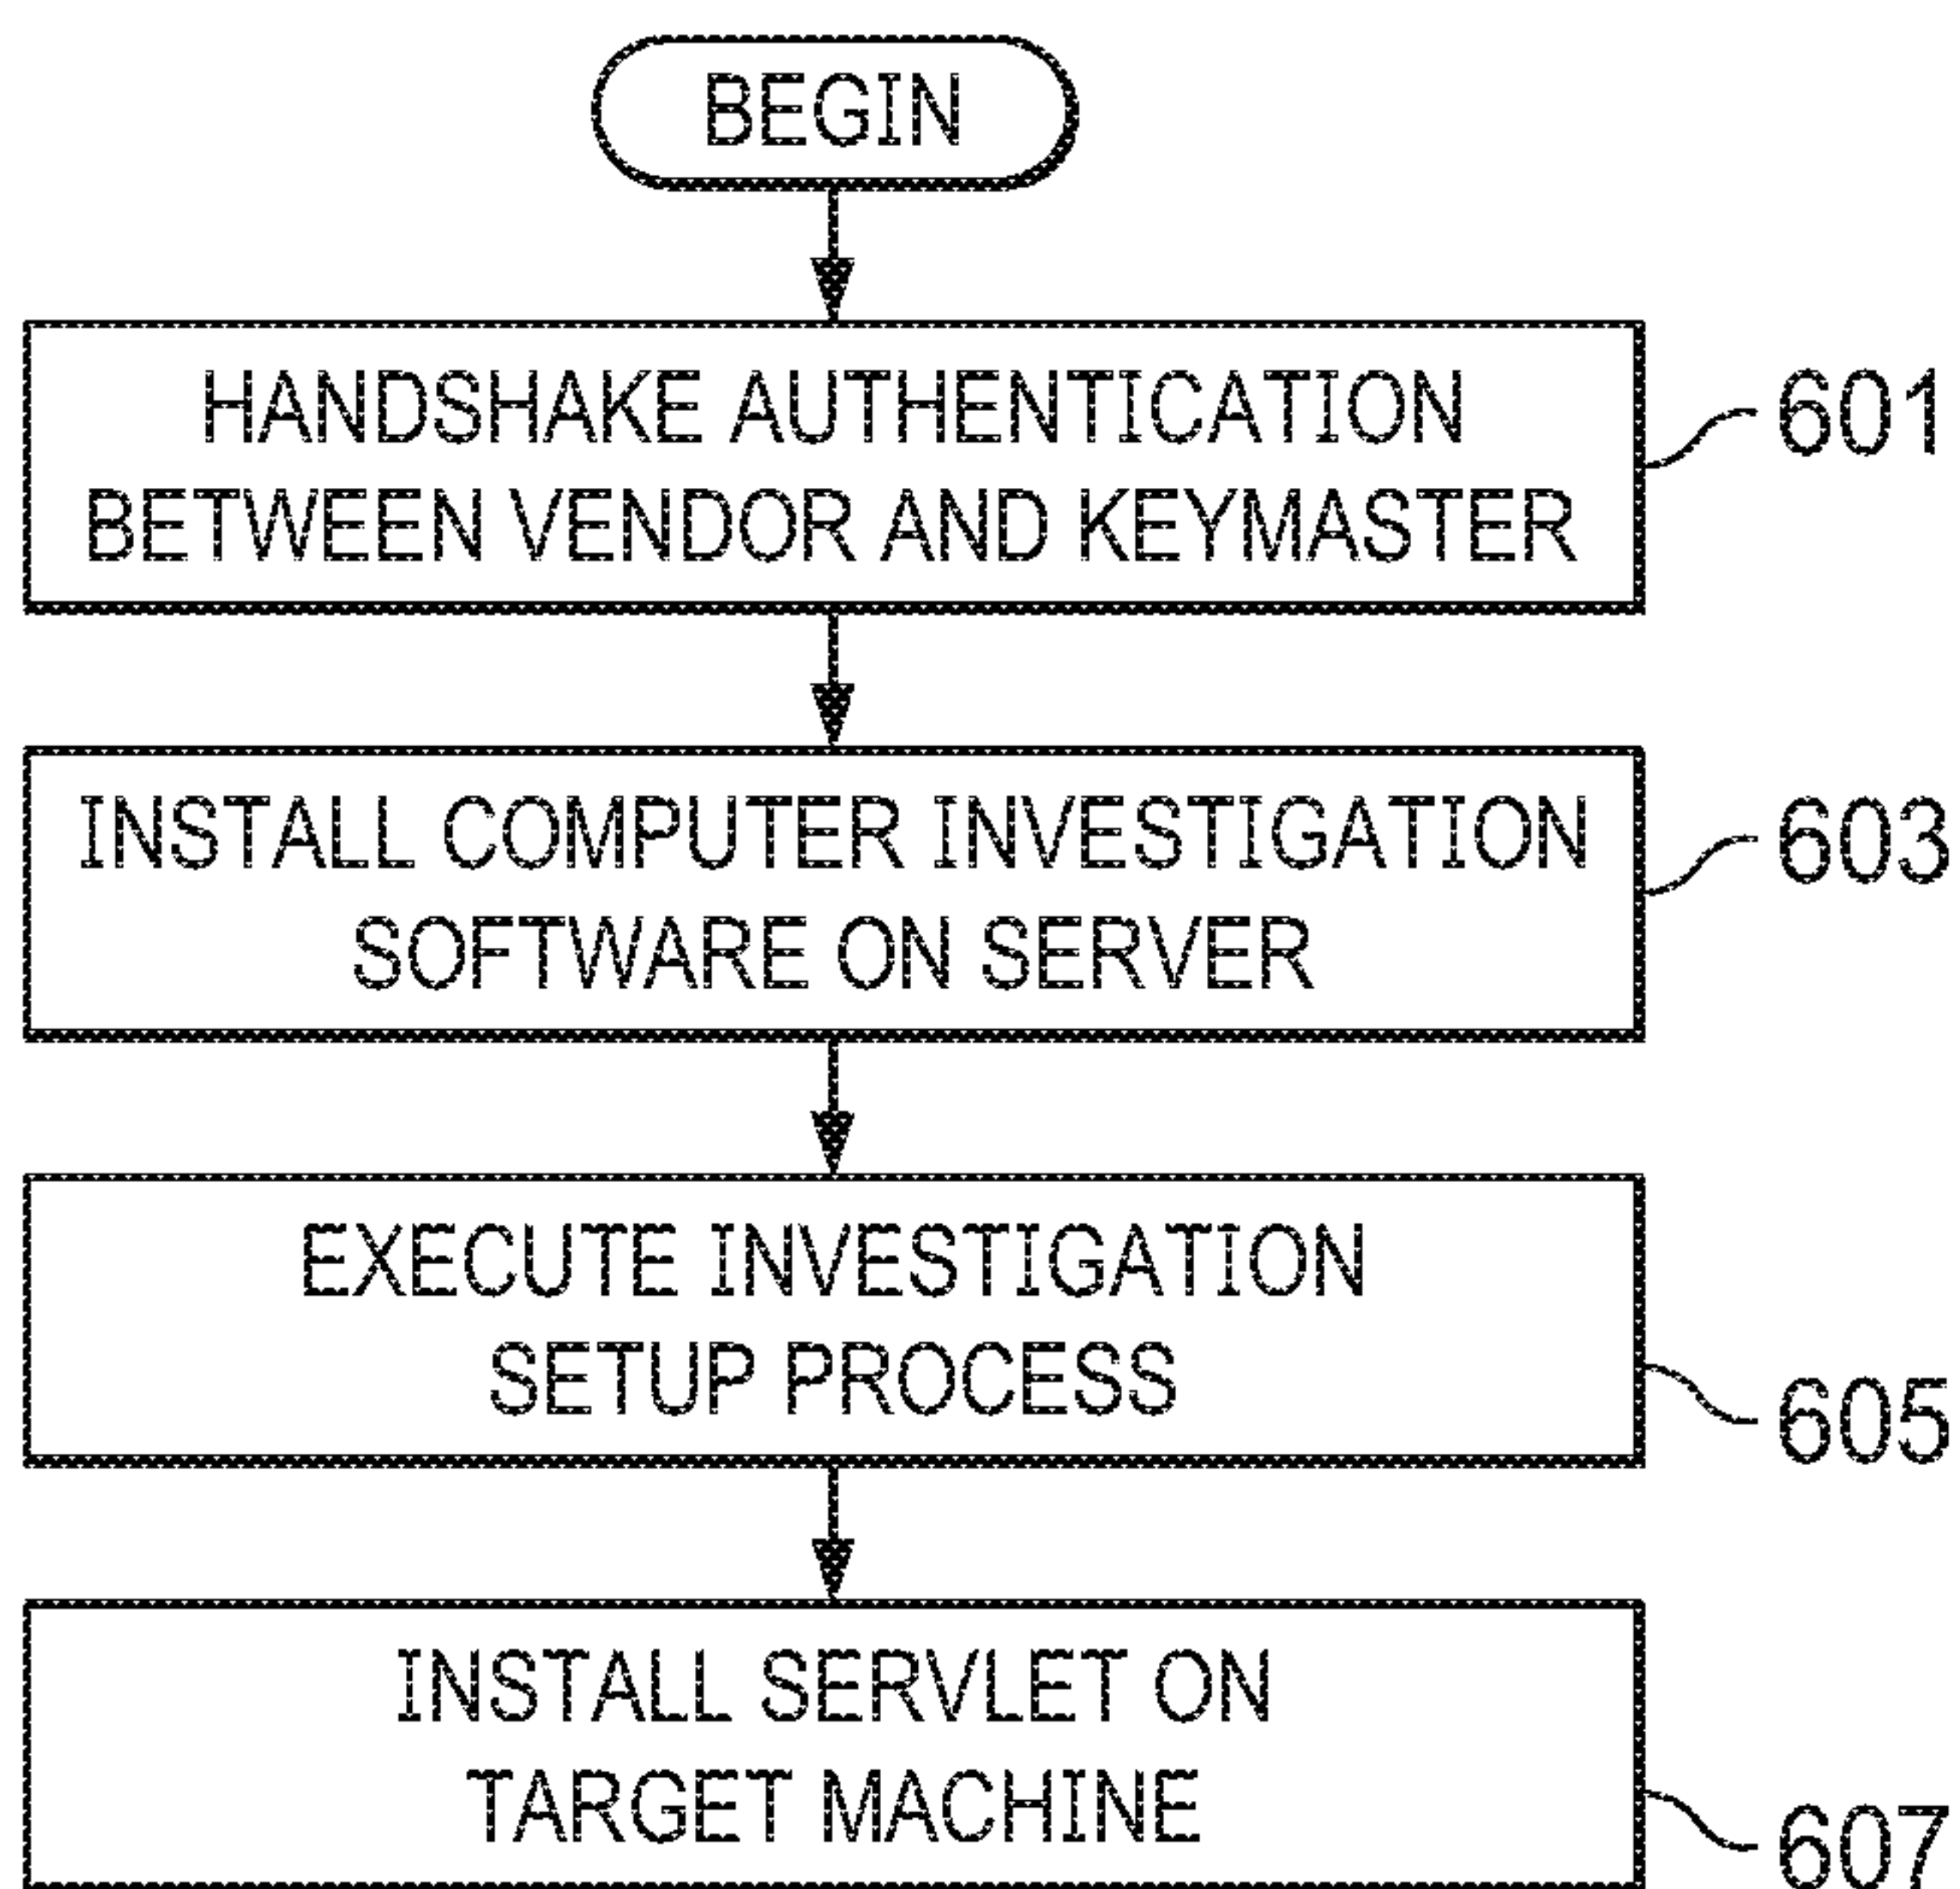 BEGIN
HANDSHAKE AUTHENTICATION
BETWEEN VENDOR AND KEYMASTER
601
INSTALL COMPUTER INVESTIGATION
SOFTWARE ON SERVER
603
EXECUTE INVESTIGATION
SETUP PROCESS
605
INSTALL SERVLET ON
TARGET MACHINE
607